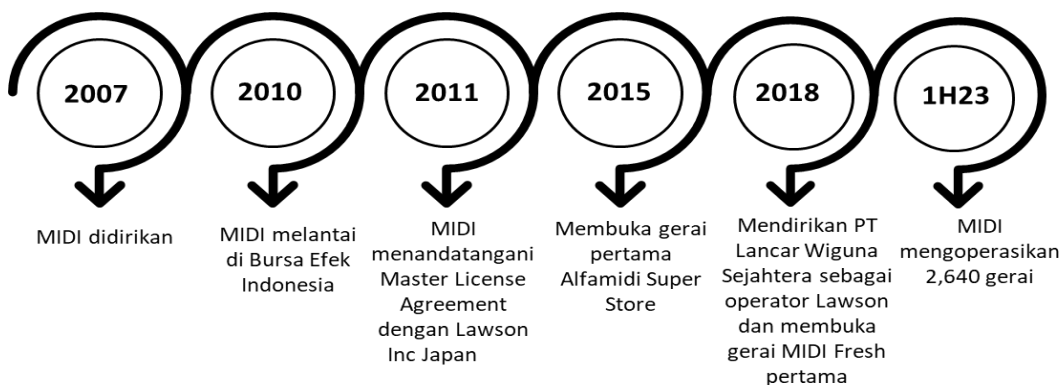 2007
MIDI didirikan
2010
MIDI melantai
di Bursa Efek
Indonesia
2011
MIDI
menandatangani
Master License
Agreement
dengan Lawson
Inc Japan
2015
Membuka gerai
pertama
Alfamidi Super
Store
2018
Mendirikan PT
Lancar Wiguna
Sejahtera sebagai
operator Lawson
dan membuka
gerai MIDI Fresh
pertama
1H23
MIDI
mengoperasikan
2,640 gerai